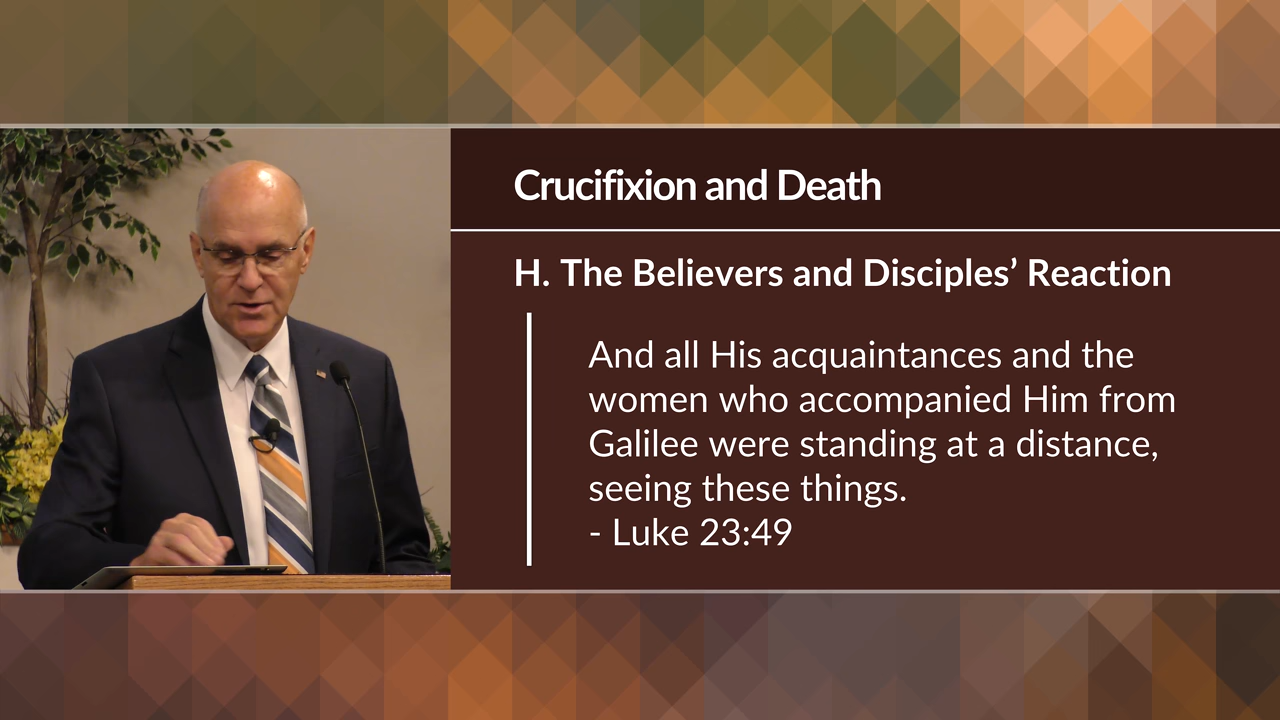 Crucifixion and Death
H. The Believers and Disciples’ Reaction
And all His acquaintances and the
women who accompanied Him from
Galilee were standing at a distance,
seeing these things.
- Luke 23:49